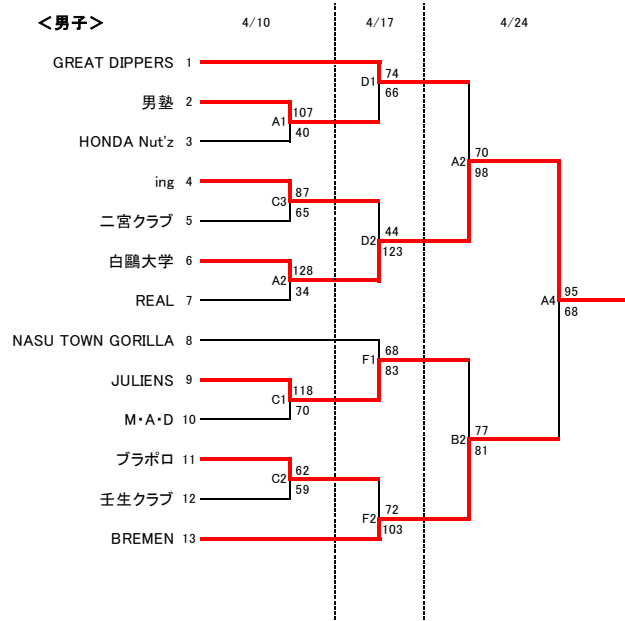 ＜男子＞ 4/10 4/17 4/24
GREAT DIPPERS 1
D1 74
66
男塾 2
A1 107
40
HONDA Nut'z 3
A2 70
98
ing 4
C3 87
65
二宮クラブ 5
D2 44
123
白鷗大学 6
A2 128
34
REAL 7
A4 95
68
NASU TOWN GORILLA 8
F1 68
83
JULIENS 9
C1 118
70
M・A・D 10
B2 77
81
ブラポロ 11
C2 62
59
壬生クラブ 12
F2 72
103
BREMEN 13